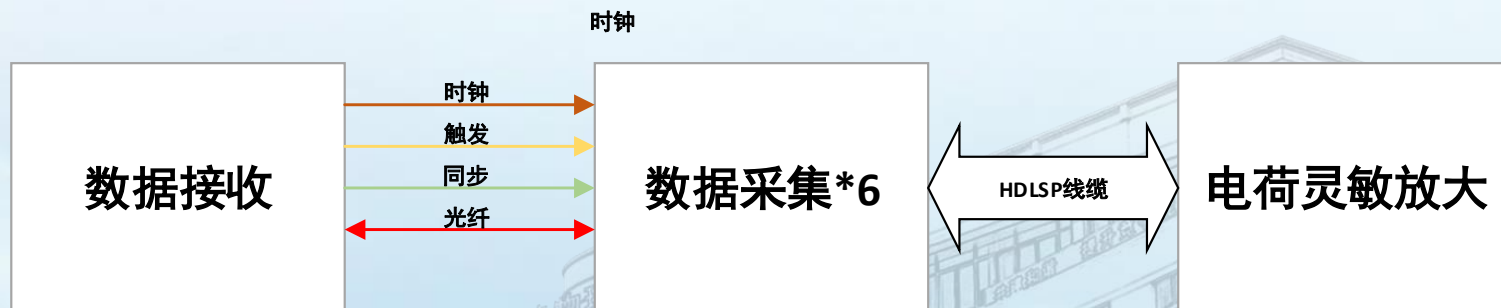 时钟
时钟
触发
同步
光纤
数据接收
数据采集*6
HDLSP线缆
电荷灵敏放大